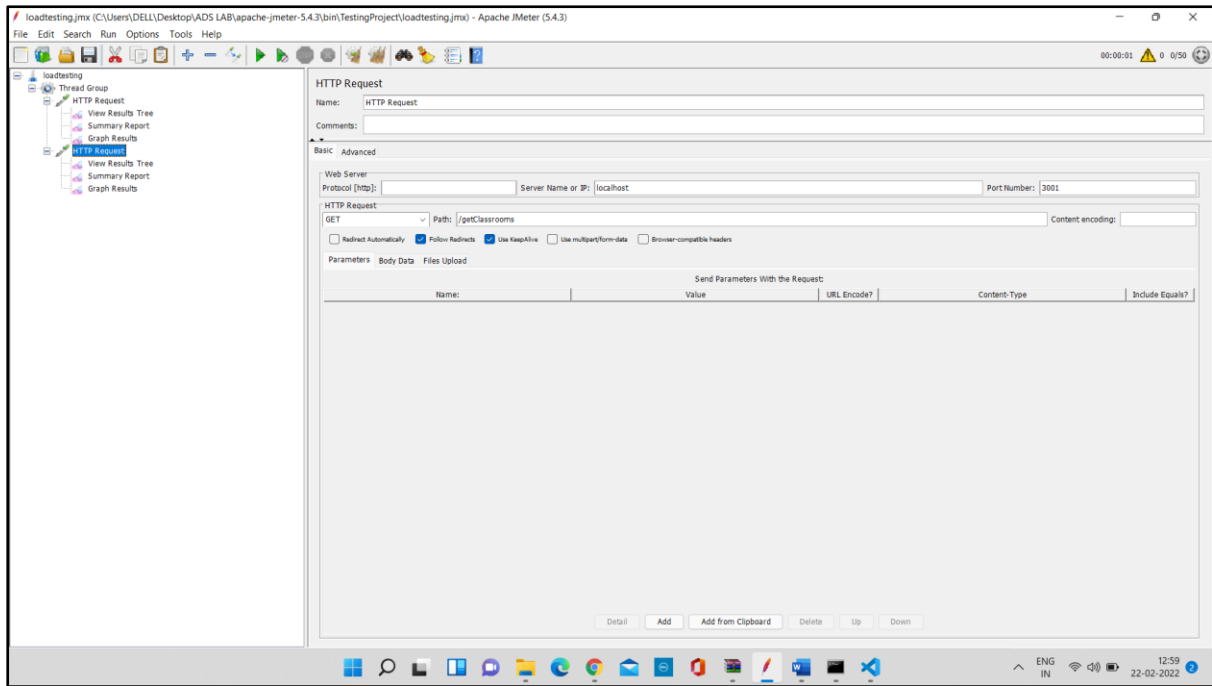 loadtesting.jmx (C:\Users\DELL\Desktop\ADS LAB\apache-jmeter-5.4.3\bin\TestingProject\loadtesting.jmx) - Apache JMeter (5.4.3)
File Edit Search Run Options Tools Help
00:00:01 0 0/50
loadtesting
Thread Group
HTTP Request
View Results Tree
Summary Report
Graph Results
HTTP Request
View Results Tree
Summary Report
Graph Results
HTTP Request
Name: HTTP Request
Comments:
Basic Advanced
Web Server
Protocol [http]: Server Name or IP: localhost Port Number: 3001
HTTP Request
GET Path: /getClassrooms Content encoding:
Redirect Automatically Follow Redirects Use KeepAlive Use multipart/form-data Browser-compatible headers
Parameters Body Data Files Upload
Send Parameters With the Request:
Name: Value URL Encode? Content-Type Include Equals?
Detail Add Add from Clipboard Delete Up Down
ENG 12:59
IN 22-02-2022 2